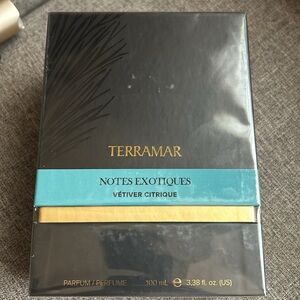 TERRAMAR
NOTES EXOTIQUES
VÉTIVER CITRIQUE
PARFUM / PERFUME 100 mL ℮ 3,38 fl. oz. (US)